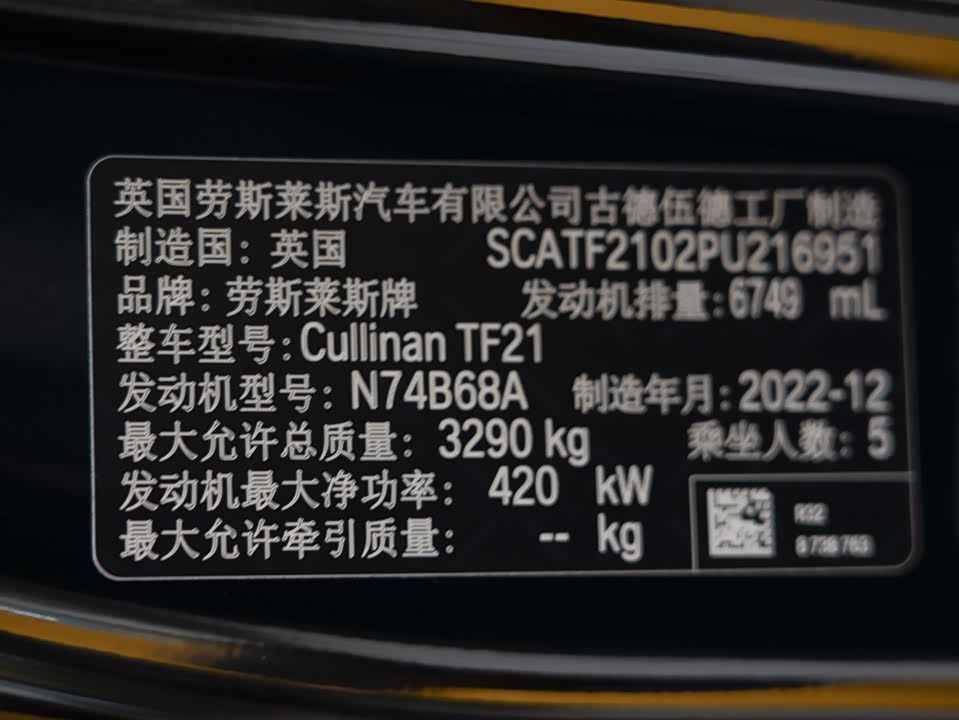 英国劳斯莱斯汽车有限公司古德伍德工厂制造
制造国：英国 SCATF2102PU216951
品牌：劳斯莱斯牌 发动机排量：6749 mL
整车型号：Cullinan TF21
发动机型号：N74B68A 制造年月：2022-12
最大允许总质量：3290 kg 乘坐人数：5
发动机最大净功率：420 kW
最大允许牵引质量：-- kg
R32
8 736 763